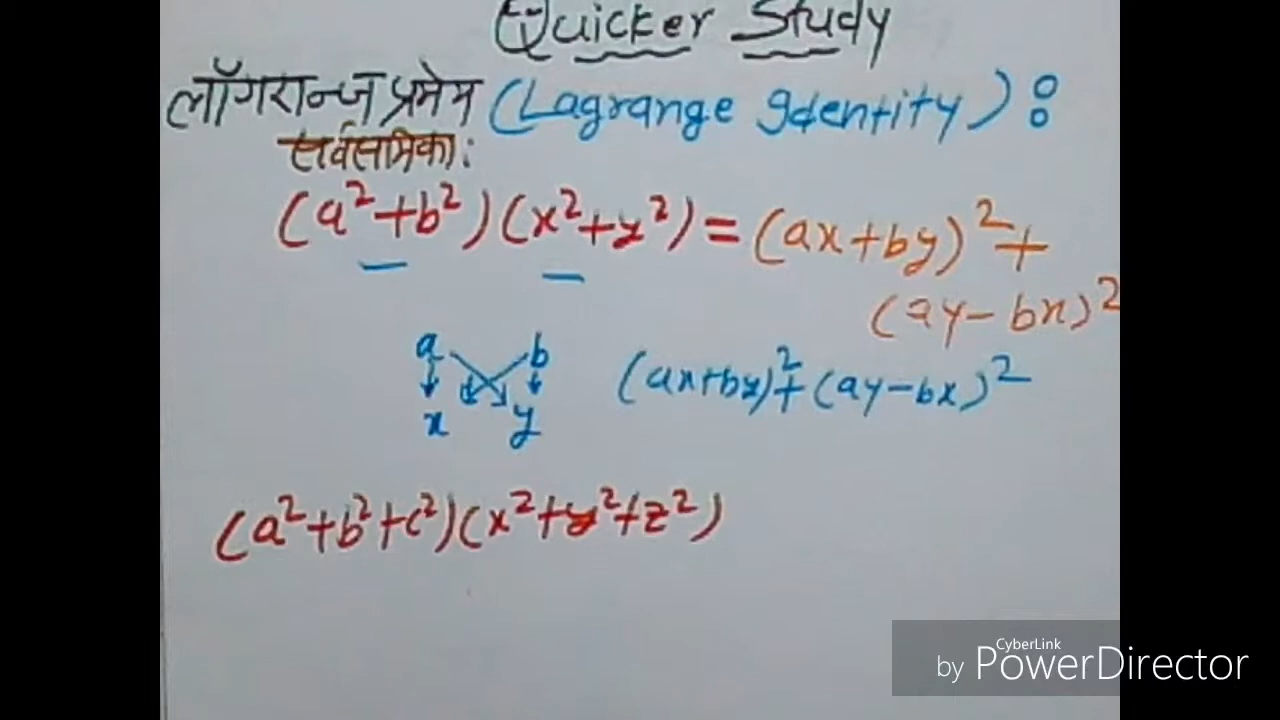 Quicker Study
लॉगरान्ज प्रमेय (Lagrange Identity) :
सर्वसमिका:
(a²+b²)(x²+y²) = (ax+by)²+
(ay-bx)²
a b
(ax+by)²+(ay-bx)²
x y
(a²+b²+c²)(x²+y²+z²)
CyberLink
by PowerDirector